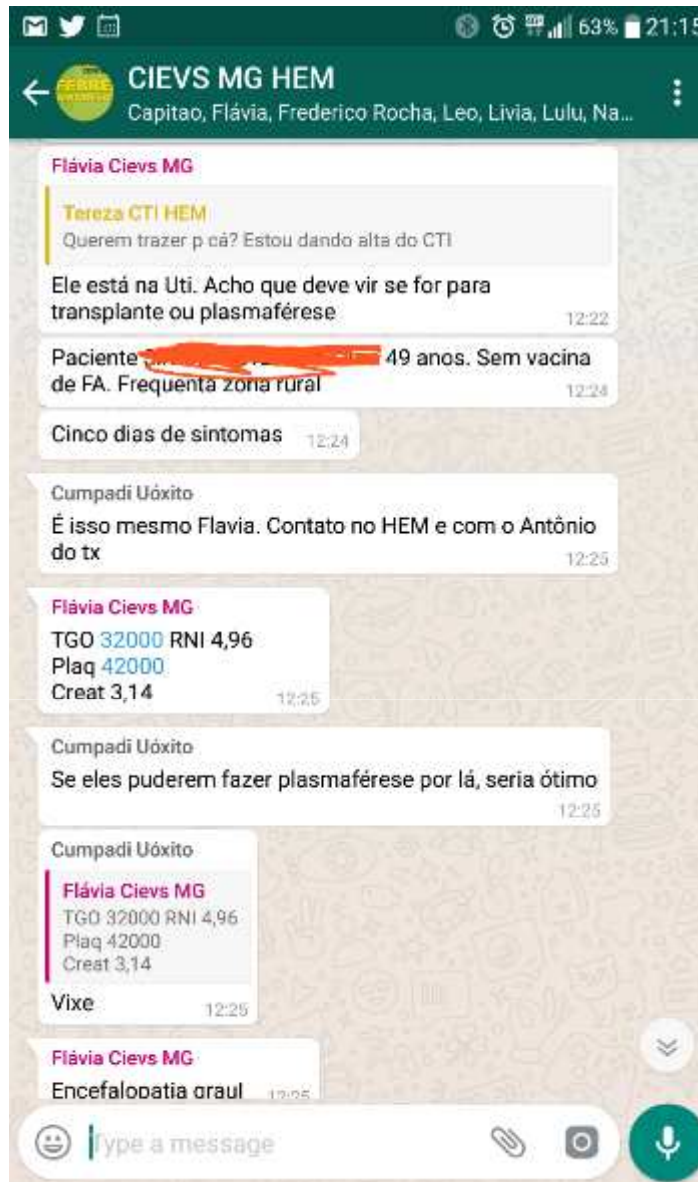 63% 21:15
CIEVS MG HEM
Capitao, Flávia, Frederico Rocha, Leo, Livia, Lulu, Na...
Flávia Cievs MG
Tereza CTI HEM
Querem trazer p cá? Estou dando alta do CTI
Ele está na Uti. Acho que deve vir se for para
transplante ou plasmaférese
12:22
Paciente 49 anos. Sem vacina
de FA. Frequenta zona rural
12:24
Cinco dias de sintomas 12:24
Cumpadi Uóxito
É isso mesmo Flavia. Contato no HEM e com o Antônio
do tx
12:25
Flávia Cievs MG
TGO 32000 RNI 4,96
Plaq 42000
Creat 3,14
12:25
Cumpadi Uóxito
Se eles puderem fazer plasmaférese por lá, seria ótimo
12:25
Cumpadi Uóxito
Flávia Cievs MG
TGO 32000 RNI 4,96
Plaq 42000
Creat 3,14
Vixe 12:25
Flávia Cievs MG
Encefalopatia grauI 12:25
Type a message